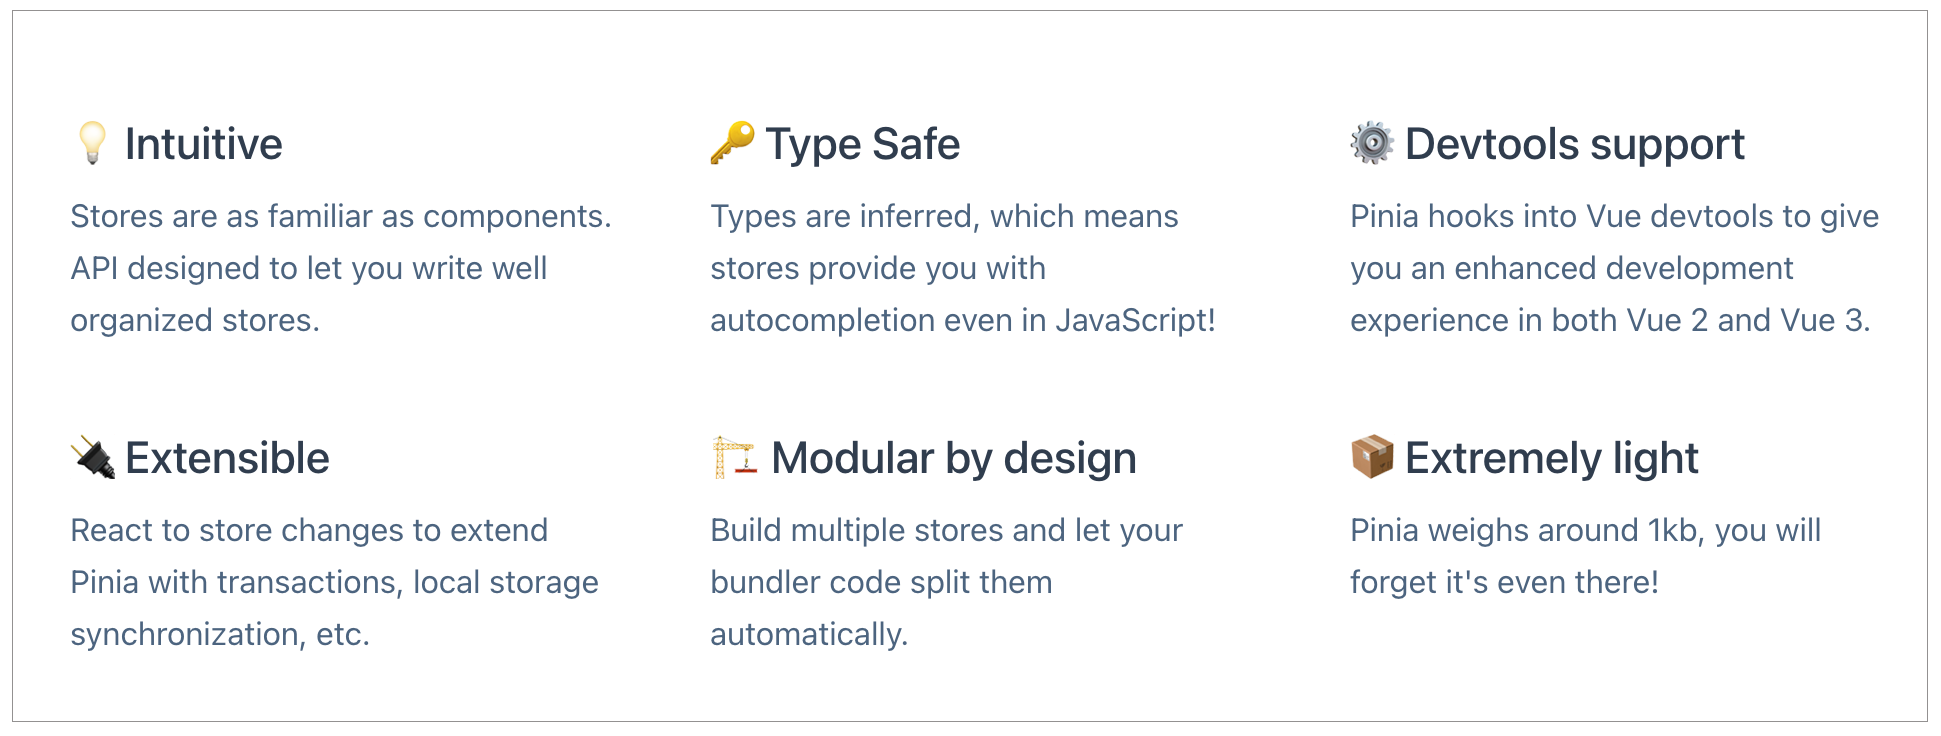 💡 Intuitive
Stores are as familiar as components.
API designed to let you write well
organized stores.
🔑 Type Safe
Types are inferred, which means
stores provide you with
autocompletion even in JavaScript!
⚙️ Devtools support
Pinia hooks into Vue devtools to give
you an enhanced development
experience in both Vue 2 and Vue 3.
🔌 Extensible
React to store changes to extend
Pinia with transactions, local storage
synchronization, etc.
🏗️ Modular by design
Build multiple stores and let your
bundler code split them
automatically.
📦 Extremely light
Pinia weighs around 1kb, you will
forget it's even there!